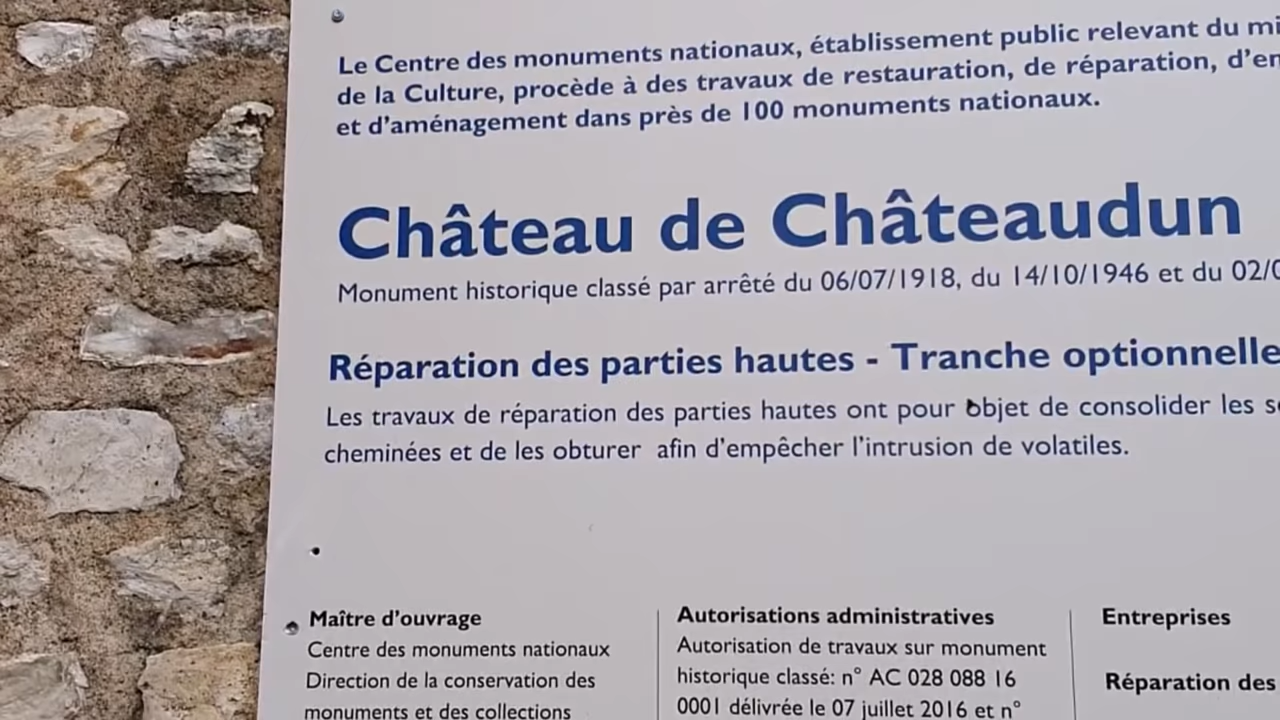 Le Centre des monuments nationaux, établissement public relevant du
de la Culture, procède à des travaux de restauration, de réparation,
et d'aménagement dans près de 100 monuments nationaux.
Château de Châteaudun
Monument historique classé par arrêté du 06/07/1918, du 14/10/1946 et du
Réparation des parties hautes - Tranche optionnelle
Les travaux de réparation des parties hautes ont pour objet de consolider les
cheminées et de les obturer afin d'empêcher l'intrusion de volatiles.
Maître d'ouvrage
Centre des monuments nationaux
Direction de la conservation des
monuments et des collections
Autorisations administratives
Autorisation de travaux sur monument
historique classé: n° AC 028 088 16
0001 délivrée le 07 juillet 2016 et n°
Entreprises
Réparation des